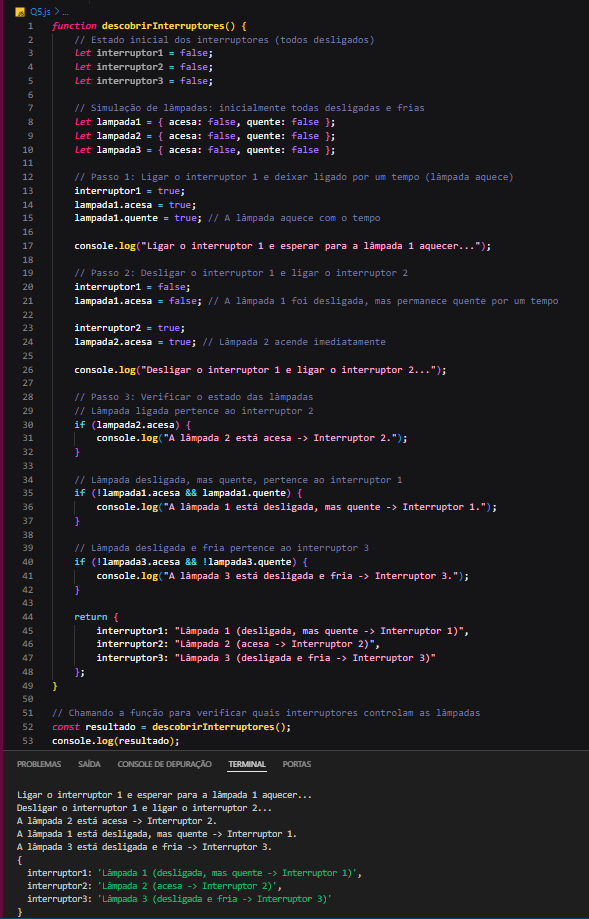 Q5.js > ...
1 function descobrirInterruptores() {
2     // Estado inicial dos interruptores (todos desligados)
3     let interruptor1 = false;
4     let interruptor2 = false;
5     let interruptor3 = false;
6
7     // Simulação de lâmpadas: inicialmente todas desligadas e frias
8     let lampada1 = { acesa: false, quente: false };
9     let lampada2 = { acesa: false, quente: false };
10     let lampada3 = { acesa: false, quente: false };
11
12     // Passo 1: Ligar o interruptor 1 e deixar ligado por um tempo (lâmpada aquece)
13     interruptor1 = true;
14     lampada1.acesa = true;
15     lampada1.quente = true; // A lâmpada aquece com o tempo
16
17     console.log("Ligar o interruptor 1 e esperar para a lâmpada 1 aquecer...");
18
19     // Passo 2: Desligar o interruptor 1 e ligar o interruptor 2
20     interruptor1 = false;
21     lampada1.acesa = false; // A lâmpada 1 foi desligada, mas permanece quente por um tempo
22
23     interruptor2 = true;
24     lampada2.acesa = true; // Lâmpada 2 acende imediatamente
25
26     console.log("Desligar o interruptor 1 e ligar o interruptor 2...");
27
28     // Passo 3: Verificar o estado das lâmpadas
29     // Lâmpada ligada pertence ao interruptor 2
30     if (lampada2.acesa) {
31         console.log("A lâmpada 2 está acesa -> Interruptor 2.");
32     }
33
34     // Lâmpada desligada, mas quente, pertence ao interruptor 1
35     if (!lampada1.acesa && lampada1.quente) {
36         console.log("A lâmpada 1 está desligada, mas quente -> Interruptor 1.");
37     }
38
39     // Lâmpada desligada e fria pertence ao interruptor 3
40     if (!lampada3.acesa && !lampada3.quente) {
41         console.log("A lâmpada 3 está desligada e fria -> Interruptor 3.");
42     }
43
44     return {
45         interruptor1: "Lâmpada 1 (desligada, mas quente -> Interruptor 1)",
46         interruptor2: "Lâmpada 2 (acesa -> Interruptor 2)",
47         interruptor3: "Lâmpada 3 (desligada e fria -> Interruptor 3)"
48     };
49 }
50
51 // Chamando a função para verificar quais interruptores controlam as lâmpadas
52 const resultado = descobrirInterruptores();
53 console.log(resultado);
PROBLEMAS SAÍDA CONSOLE DE DEPURAÇÃO TERMINAL PORTAS
Ligar o interruptor 1 e esperar para a lâmpada 1 aquecer...
Desligar o interruptor 1 e ligar o interruptor 2...
A lâmpada 2 está acesa -> Interruptor 2.
A lâmpada 1 está desligada, mas quente -> Interruptor 1.
A lâmpada 3 está desligada e fria -> Interruptor 3.
{
  interruptor1: 'Lâmpada 1 (desligada, mas quente -> Interruptor 1)',
  interruptor2: 'Lâmpada 2 (acesa -> Interruptor 2)',
  interruptor3: 'Lâmpada 3 (desligada e fria -> Interruptor 3)'
}